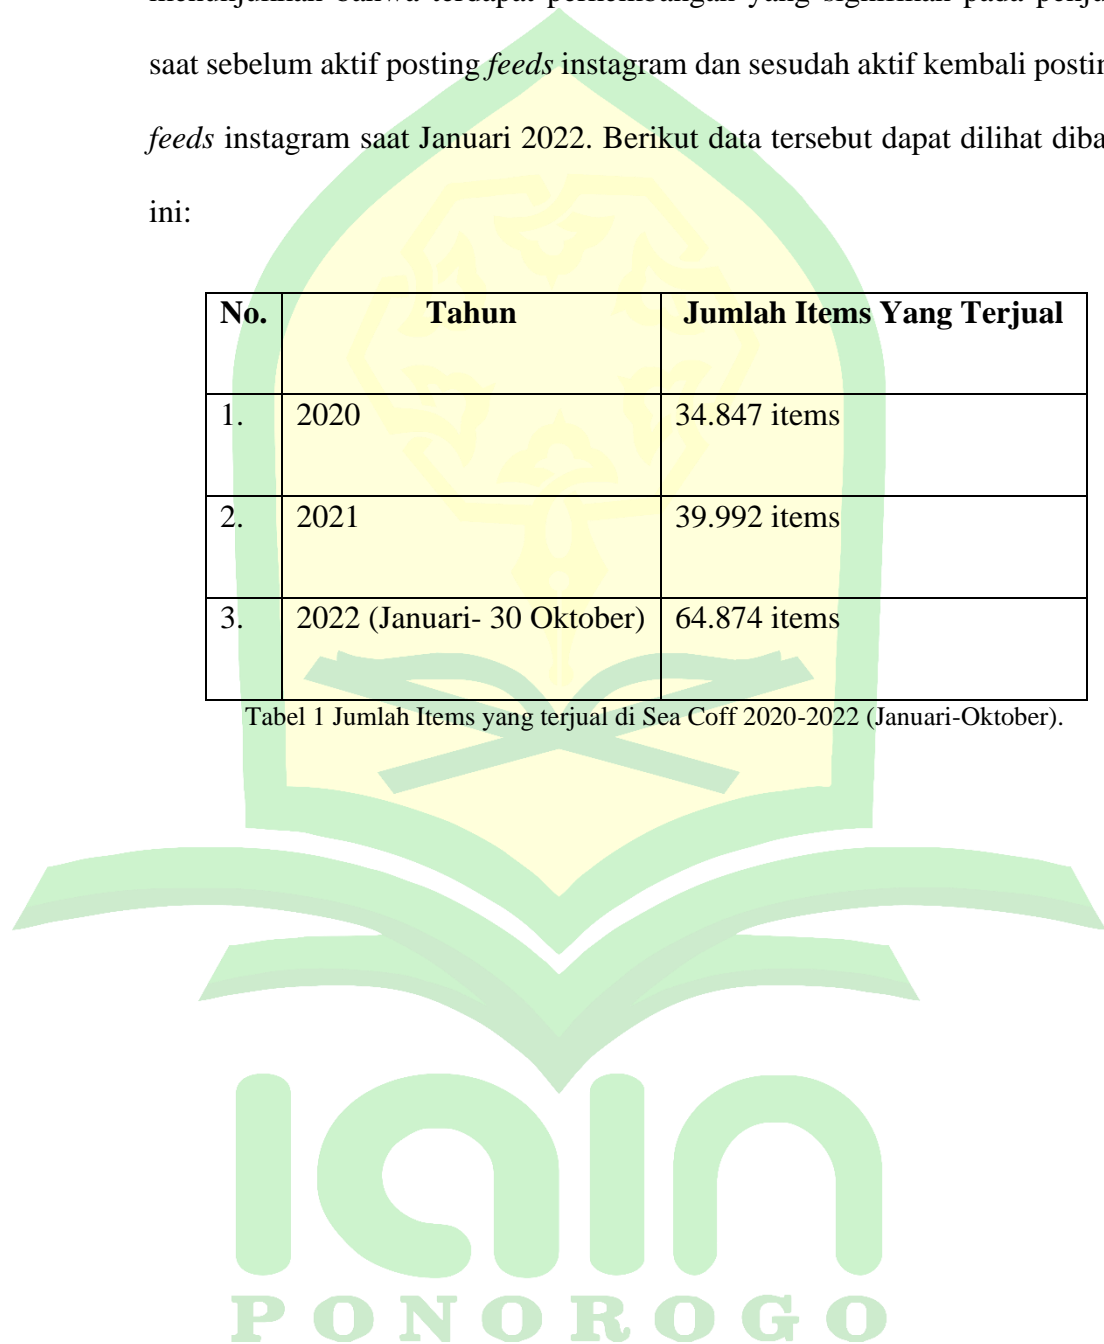 saat sebelum aktif posting feeds instagram dan sesudah aktif kembali
feeds instagram saat Januari 2022. Berikut data tersebut dapat dilihat
ini:
No. Tahun Jumlah Items Yang Terjual
1. 2020 34.847 items
2. 2021 39.992 items
3. 2022 (Januari- 30 Oktober) 64.874 items
Tabel 1 Jumlah Items yang terjual di Sea Coff 2020-2022 (Januari-Oktober).
iain
PONOROGO